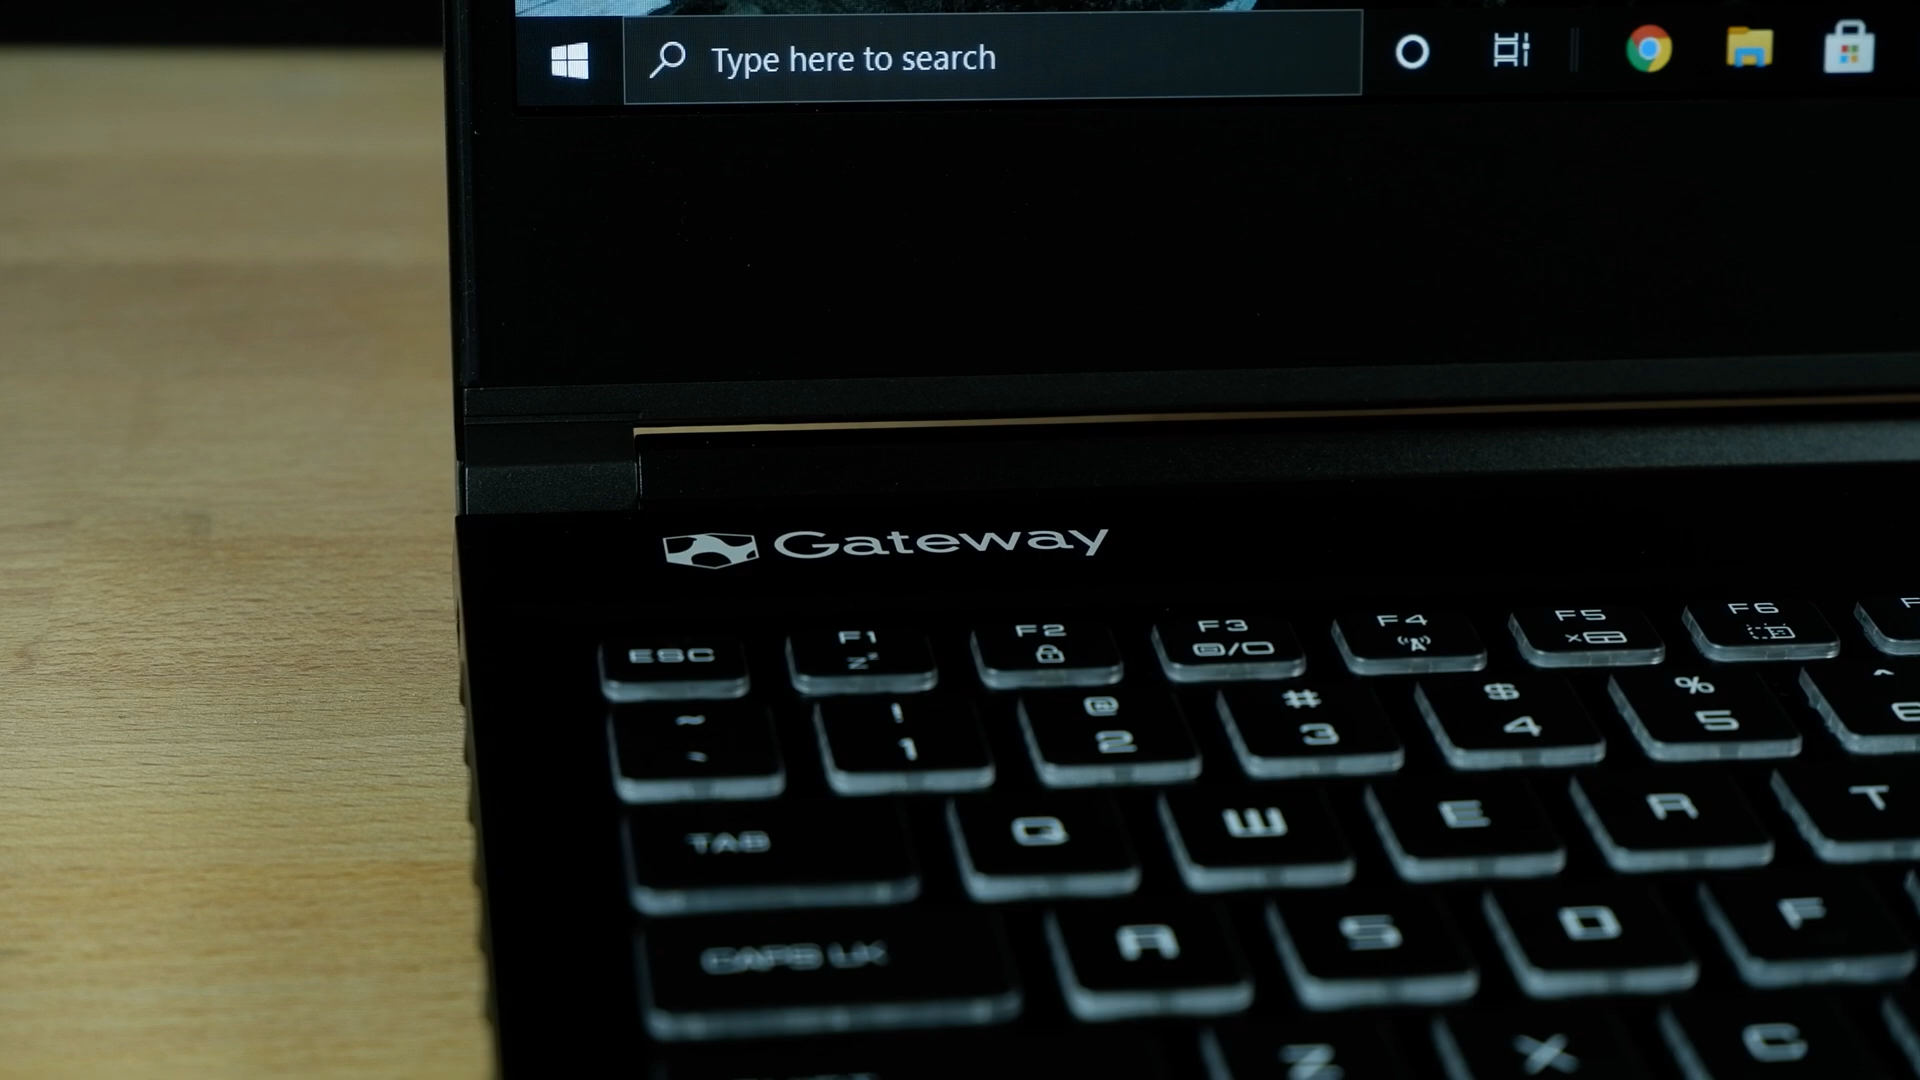 Type here to search
Gateway
ESC F1 F2 F3 F4 F5 F6
~ ! @ # $ % ^
` 1 2 3 4 5 6
TAB Q W E R T
CAPS LK A S D F
Z X C